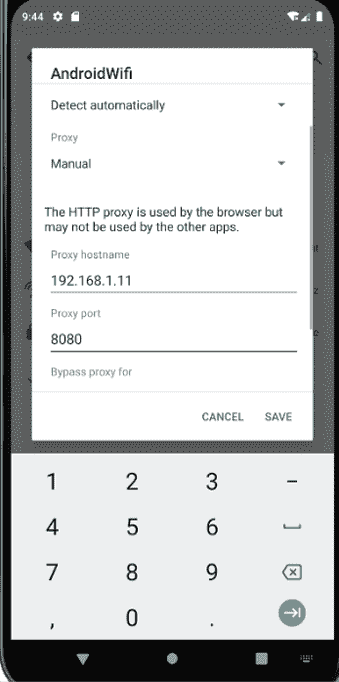 9:44
AndroidWifi
Detect automatically
Proxy
Manual
The HTTP proxy is used by the browser but
may not be used by the other apps.
Proxy hostname
192.168.1.11
Proxy port
8080
Bypass proxy for
CANCEL SAVE
1 2 3 –
4 5 6
7 8 9
, 0 .